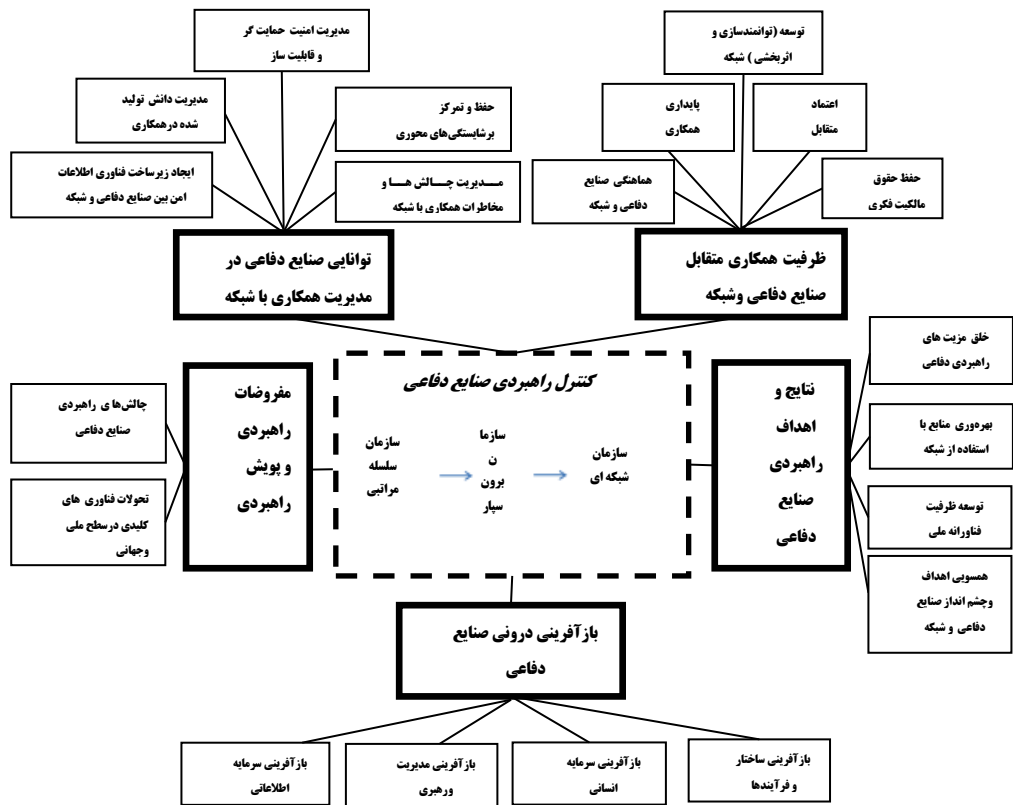 مدیریت امنیت حمایت گر
و قابلیت ساز
توسعه (توانمندسازی و
اثربخشی) شبکه
مدیریت دانش تولید
شده درهمکاری
حفظ و تمرکز
برشایستگی‌های محوری
پایداری
همکاری
اعتماد
متقابل
ایجاد زیرساخت فناوری اطلاعات
امن بین صنایع دفاعی و شبکه
مــدیریت چــالش هــا و
مخاطرات همکاری با شبکه
هماهنگی صنایع
دفاعی و شبکه
حفظ حقوق
مالکیت فکری
توانایی صنایع دفاعی در
مدیریت همکاری با شبکه
ظرفیت همکاری متقابل
صنایع دفاعی وشبکه
کنترل راهبردی صنایع دفاعی
سازمان
سلسله
مراتبی
سازما
ن
برون
سپار
سازمان
شبکه ای
مفروضات
راهبردی
و پویش
راهبردی
چالش‌ها ی راهبردی
صنایع دفاعی
تحولات فناوری های
کلیدی درسطح ملی
وجهانی
نتایج و
اهداف
راهبردی
صنایع
دفاعی
خلق مزیت های
راهبردی دفاعی
بهره‌وری منابع با
استفاده از شبکه
توسعه ظرفیت
فناورانه ملی
همسویی اهداف
وچشم انداز صنایع
دفاعی و شبکه
بازآفرینی درونی صنایع
دفاعی
بازآفرینی سرمایه
اطلاعاتی
بازآفرینی مدیریت
ورهبری
بازآفرینی سرمایه
انسانی
بازآفرینی ساختار
و فرآیندها